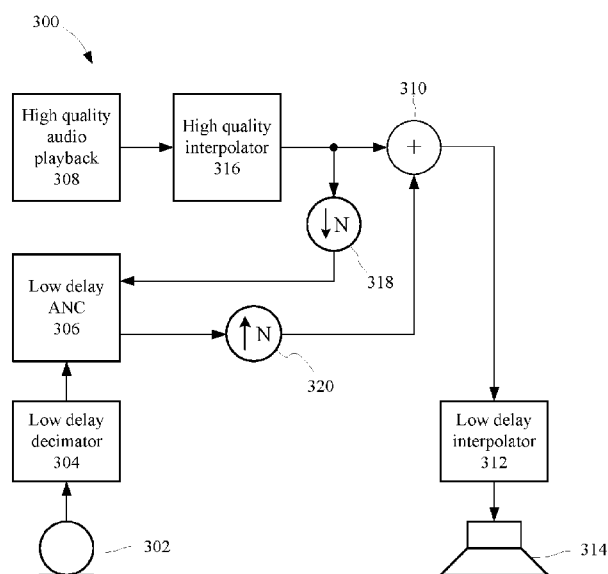 300
High quality
audio
playback
308
High quality
interpolator
316
310
+
↓ N
318
Low delay
ANC
306
↑ N
320
Low delay
decimator
304
Low delay
interpolator
312
302
314